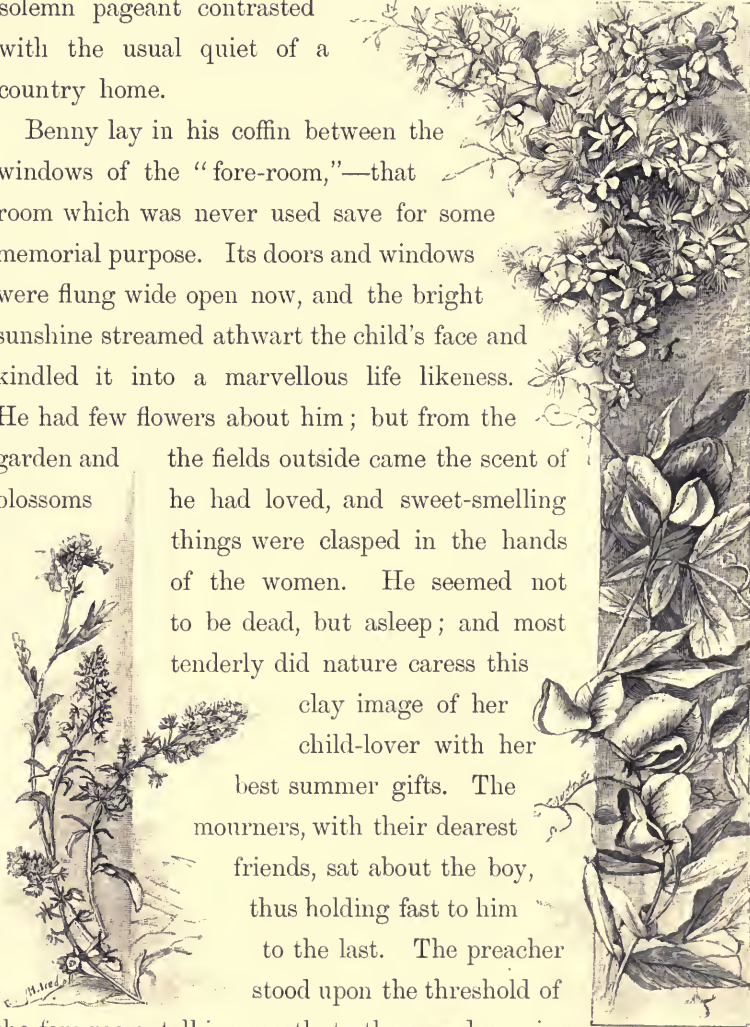 solemn pageant contrasted
with the usual quiet of a
country home.
Benny lay in his coffin between the
windows of the “fore-room,”—that
room which was never used save for some
memorial purpose. Its doors and windows
were flung wide open now, and the bright
sunshine streamed athwart the child’s face and
kindled it into a marvellous life likeness.
He had few flowers about him; but from the
garden and the fields outside came the scent of
blossoms he had loved, and sweet-smelling
things were clasped in the hands
of the women. He seemed not
to be dead, but asleep; and most
tenderly did nature caress this
clay image of her
child-lover with her
best summer gifts. The
mourners, with their dearest
friends, sat about the boy,
thus holding fast to him
to the last. The preacher
stood upon the threshold of